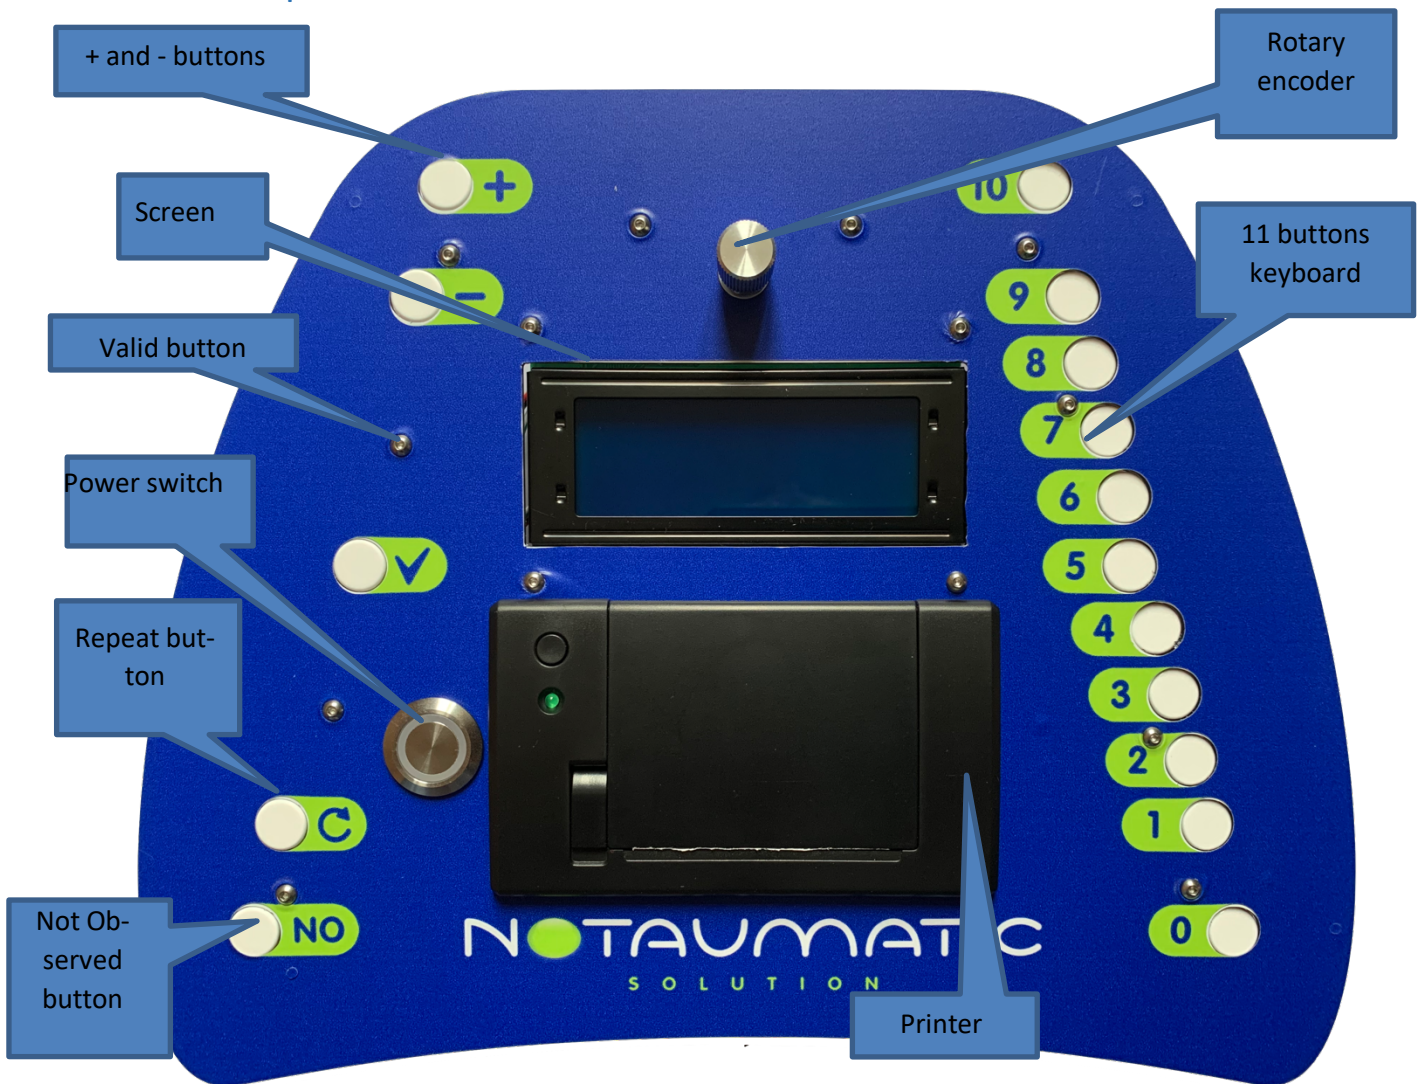 + and - buttons
Rotary
encoder
+
10
Screen
11 buttons
keyboard
-
9
Valid button
8
7
Power switch
6
5
Repeat but-
ton
4
3
2
1
Not Ob-
served
button
NO
0
NOTAUMATIC
SOLUTION
Printer